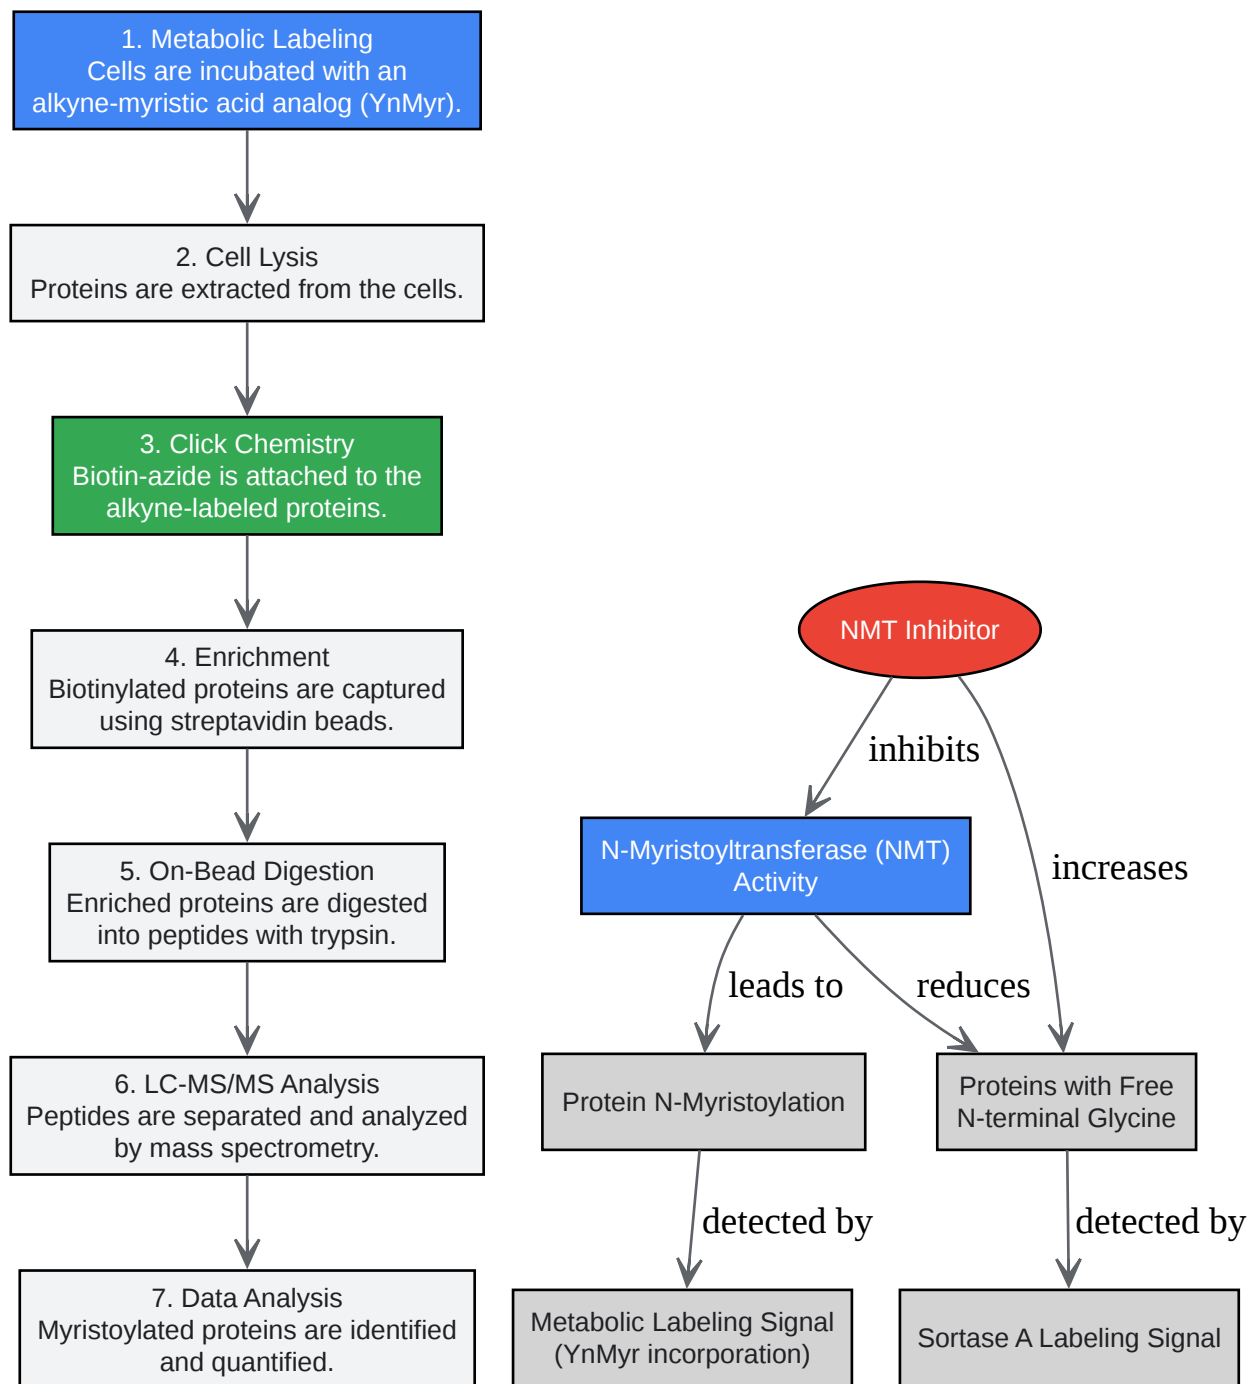 1. Metabolic Labeling
Cells are incubated with an
alkyne-myristic acid analog (YnMyr).
2. Cell Lysis
Proteins are extracted from the cells.
3. Click Chemistry
Biotin-azide is attached to the
alkyne-labeled proteins.
4. Enrichment
Biotinylated proteins are captured
using streptavidin beads.
5. On-Bead Digestion
Enriched proteins are digested
into peptides with trypsin.
6. LC-MS/MS Analysis
Peptides are separated and analyzed
by mass spectrometry.
7. Data Analysis
Myristoylated proteins are identified
and quantified.
NMT Inhibitor
inhibits
increases
N-Myristoyltransferase (NMT)
Activity
leads to
reduces
Protein N-Myristoylation
Proteins with Free
N-terminal Glycine
detected by
detected by
Metabolic Labeling Signal
(YnMyr incorporation)
Sortase A Labeling Signal